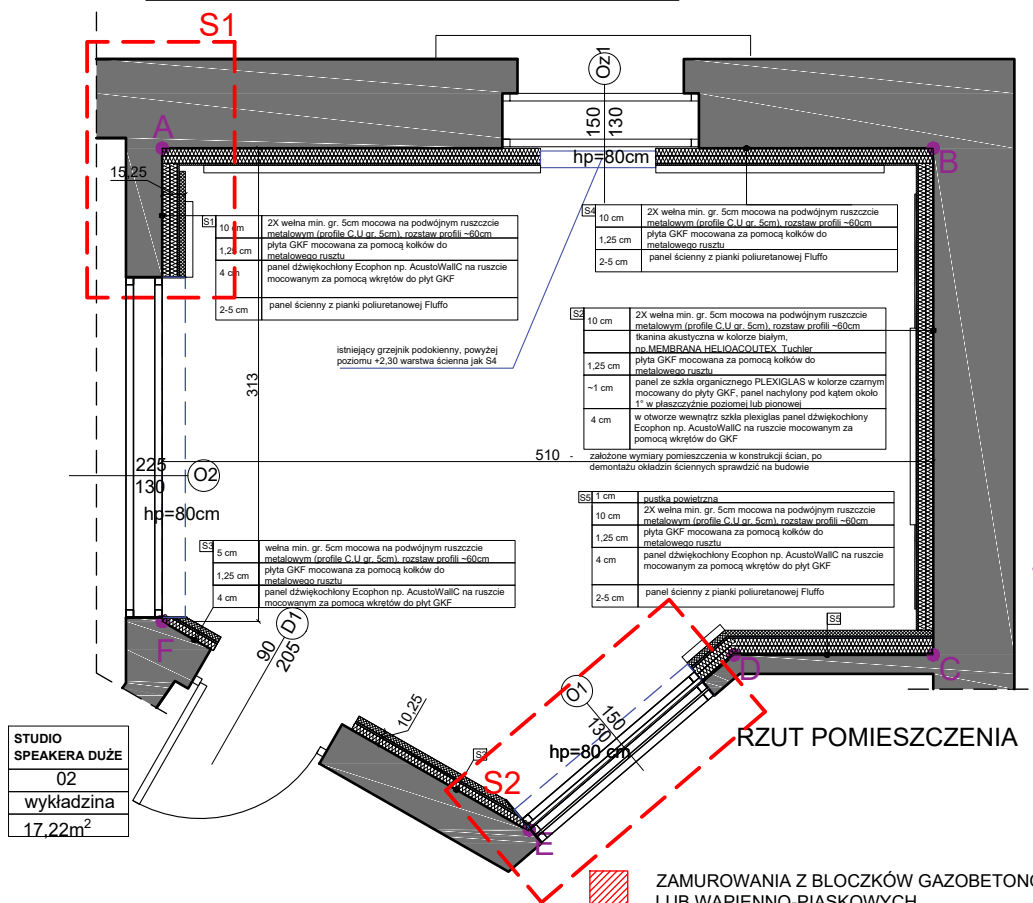 S1
A
B
15,25
Oz1
150
130
hp=80cm
S1
10 cm
2X wełna min. gr. 5cm mocowa na podwójnym ruszczcie
metalowym (profile C,U gr. 5cm), rozstaw profili ~60cm
1,25 cm
płyta GKF mocowana za pomocą kołków do
metalowego rusztu
4 cm
panel dźwiękochłony Ecophon np. AcustoWallC na ruszcie
mocowanym za pomocą wkrętów do płyt GKF
2-5 cm
panel ścienny z pianki poliuretanowej Fluffo
S4
10 cm
2X wełna min. gr. 5cm mocowa na podwójnym ruszczcie
metalowym (profile C,U gr. 5cm), rozstaw profili ~60cm
1,25 cm
płyta GKF mocowana za pomocą kołków do
metalowego rusztu
2-5 cm
panel ścienny z pianki poliuretanowej Fluffo
istniejący grzejnik podokienny, powyżej
poziomu +2,30 warstwa ścienna jak S4
S2
10 cm
2X wełna min. gr. 5cm mocowa na podwójnym ruszczcie
metalowym (profile C,U gr. 5cm), rozstaw profili ~60cm
tkanina akustyczna w kolorze białym,
np.MEMBRANA HELIOACOUTEX Tuchler
1,25 cm
płyta GKF mocowana za pomocą kołków do
metalowego rusztu
~1 cm
panel ze szkła organicznego PLEXIGLAS w kolorze czarnym
mocowany do płyty GKF, panel nachylony pod kątem około
1° w płaszczyźnie poziomej lub pionowej
4 cm
w otworze wewnątrz szkła plexiglas panel dźwiękochłony
Ecophon np. AcustoWallC na ruszcie mocowanym za
pomocą wkrętów do GKF
313
510
- założone wymiary pomieszczenia w konstrukcji ścian, po
demontażu okładzin ściennych sprawdzić na budowie
225
130
O2
hp=80cm
S5
1 cm
pustka powietrzna
10 cm
2X wełna min. gr. 5cm mocowa na podwójnym ruszczcie
metalowym (profile C,U gr. 5cm), rozstaw profili ~60cm
1,25 cm
płyta GKF mocowana za pomocą kołków do
metalowego rusztu
4 cm
panel dźwiękochłony Ecophon np. AcustoWallC na ruszcie
mocowanym za pomocą wkrętów do płyt GKF
2-5 cm
panel ścienny z pianki poliuretanowej Fluffo
S3
5 cm
wełna min. gr. 5cm mocowa na podwójnym ruszczcie
metalowym (profile C,U gr. 5cm), rozstaw profili ~60cm
1,25 cm
płyta GKF mocowana za pomocą kołków do
metalowego rusztu
4 cm
panel dźwiękochłony Ecophon np. AcustoWallC na ruszcie
mocowanym za pomocą wkrętów do płyt GKF
F
D1
90
205
S5
D
C
O1
150
130
hp=80 cm
10,25
S2
E
RZUT POMIESZCZENIA
STUDIO
SPEAKERA DUŻE
02
wykładzina
17,22m²
ZAMUROWANIA Z BLOCZKÓW GAZOBETONO
LUB WAPIENNO-PIASKOWYCH